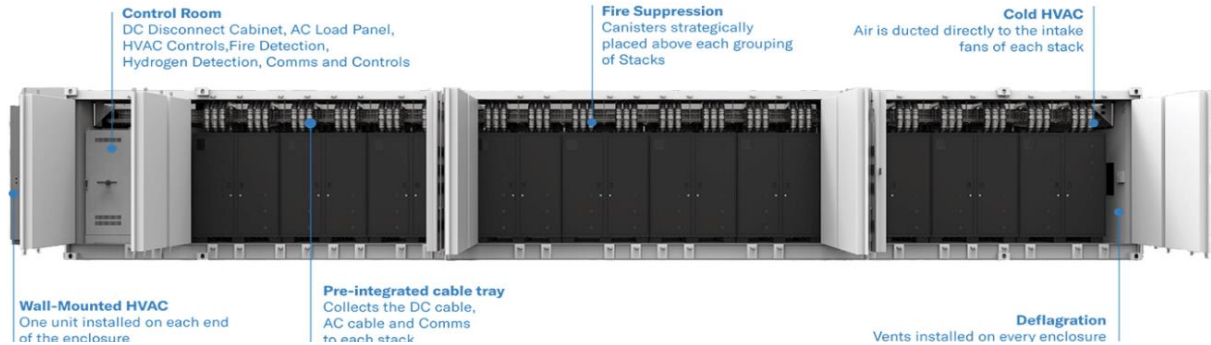 Control Room
DC Disconnect Cabinet, AC Load Panel,
HVAC Controls,Fire Detection,
Hydrogen Detection, Comms and Controls
Fire Suppression
Canisters strategically
placed above each grouping
of Stacks
Cold HVAC
Air is ducted directly to the intake
fans of each stack
Wall-Mounted HVAC
One unit installed on each end
of the enclosure
Pre-integrated cable tray
Collects the DC cable,
AC cable and Comms
to each stack
Deflagration
Vents installed on every enclosure